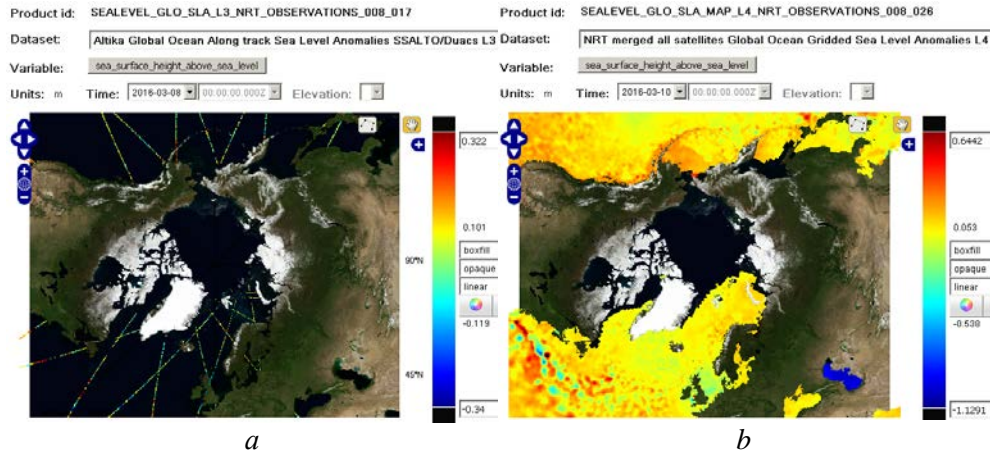 Product id: SEALEVEL_GLO_SLA_L3_NRT_OBSERVATIONS_008_017
Dataset: Altika Global Ocean Along track Sea Level Anomalies SSALTO/Duacs L3
Variable: sea_surface_height_above_sea_level
Units: m Time: 2016-03-08 00:00:00.000Z Elevation:
0.322
0.101
90°N
boxfill
opaque
linear
-0.119
45°N
-0.34
a
Product id: SEALEVEL_GLO_SLA_MAP_L4_NRT_OBSERVATIONS_008_026
Dataset: NRT merged all satellites Global Ocean Gridded Sea Level Anomalies L4
Variable: sea_surface_height_above_sea_level
Units: m Time: 2016-03-10 00:00:00.000Z Elevation:
0.6442
0.053
boxfill
opaque
linear
-0.538
-1.1291
b